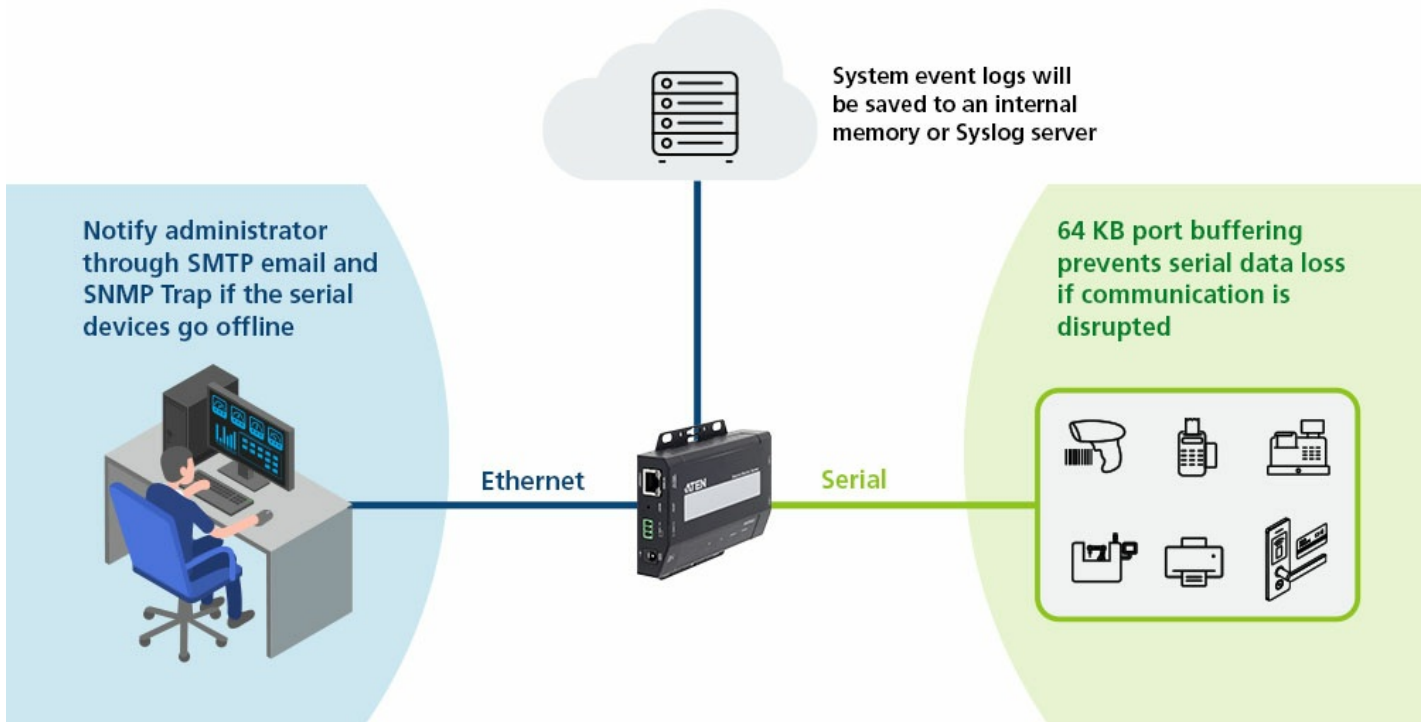 System event logs will
be saved to an internal
memory or Syslog server
Notify administrator
through SMTP email and
SNMP Trap if the serial
devices go offline
64 KB port buffering
prevents serial data loss
if communication is
disrupted
Ethernet
ATEN
Serial